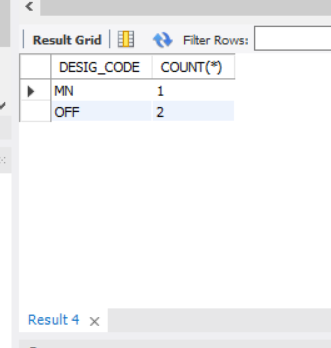 Result Grid Filter Rows:
DESIG_CODE COUNT(*)
MN 1
OFF 2
Result 4